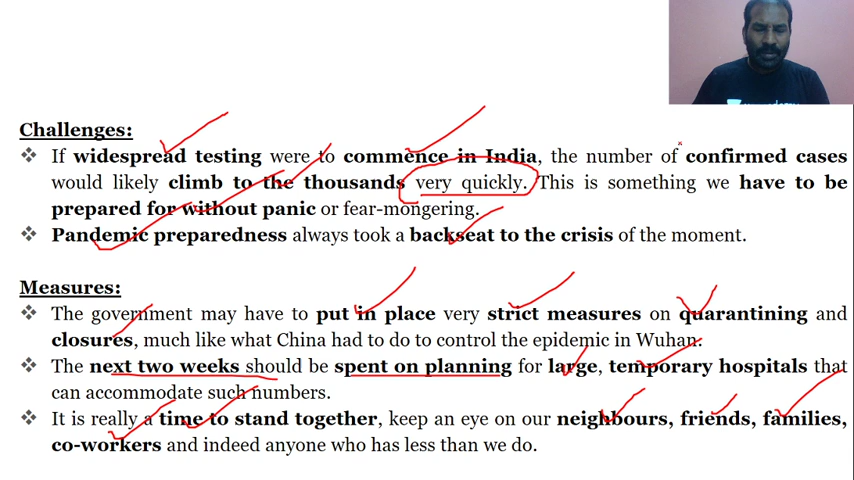 Challenges:
❖ If widespread testing were to commence in India, the number of confirmed cases
would likely climb to the thousands very quickly. This is something we have to be
prepared for without panic or fear-mongering.
❖ Pandemic preparedness always took a backseat to the crisis of the moment.
Measures:
❖ The government may have to put in place very strict measures on quarantining and
closures, much like what China had to do to control the epidemic in Wuhan.
❖ The next two weeks should be spent on planning for large, temporary hospitals that
can accommodate such numbers.
❖ It is really a time to stand together, keep an eye on our neighbours, friends, families,
co-workers and indeed anyone who has less than we do.